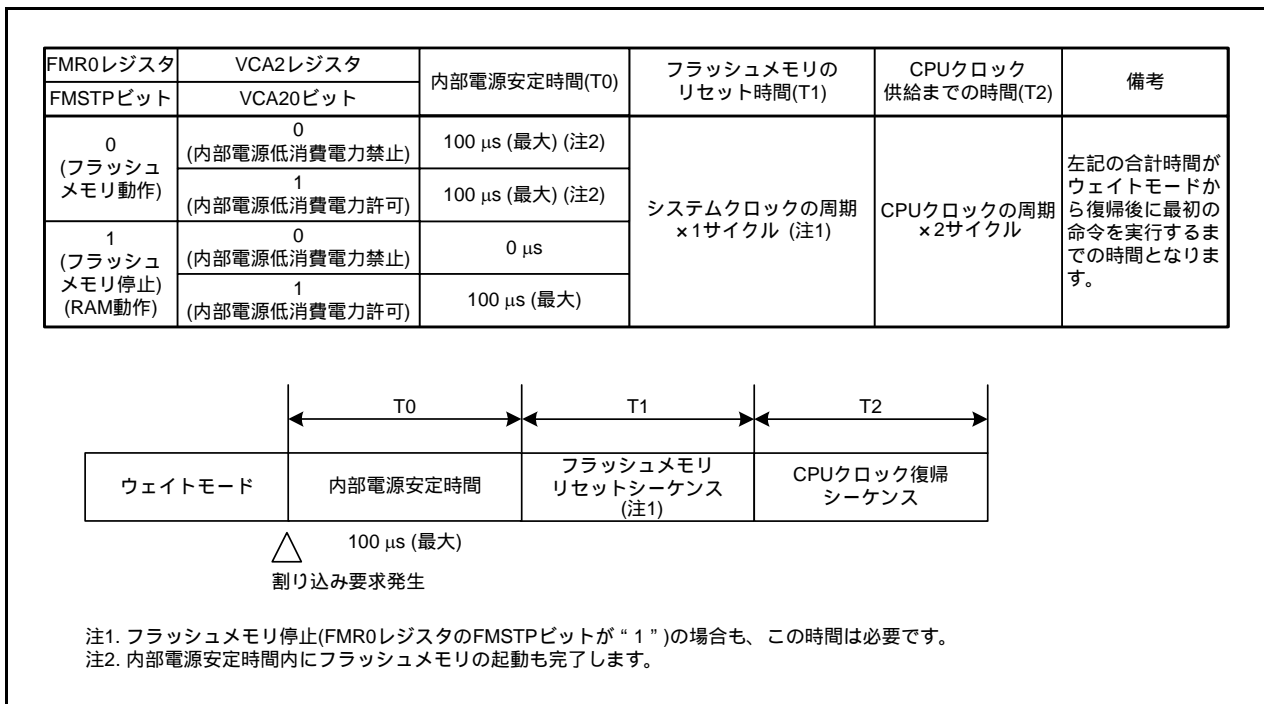 FMR0レジスタ
VCA2レジスタ
内部電源安定時間(T0)
フラッシュメモリの
リセット時間(T1)
CPUクロック
供給までの時間(T2)
備考
FMSTPビット
VCA20ビット
0
(フラッシュ
メモリ動作)
0
(内部電源低消費電力禁止)
100 μs (最大) (注2)
1
(内部電源低消費電力許可)
100 μs (最大) (注2)
1
(フラッシュ
メモリ停止)
(RAM動作)
0
(内部電源低消費電力禁止)
0 μs
1
(内部電源低消費電力許可)
100 μs (最大)
システムクロックの周期
×1サイクル (注1)
CPUクロックの周期
×2サイクル
左記の合計時間が
ウェイトモードか
ら復帰後に最初の
命令を実行するま
での時間となりま
す。
T0
T1
T2
ウェイトモード
内部電源安定時間
フラッシュメモリ
リセットシーケンス
(注1)
CPUクロック復帰
シーケンス
100 μs (最大)
割り込み要求発生
注1. フラッシュメモリ停止(FMR0レジスタのFMSTPビットが“1”)の場合も、この時間は必要です。
注2. 内部電源安定時間内にフラッシュメモリの起動も完了します。